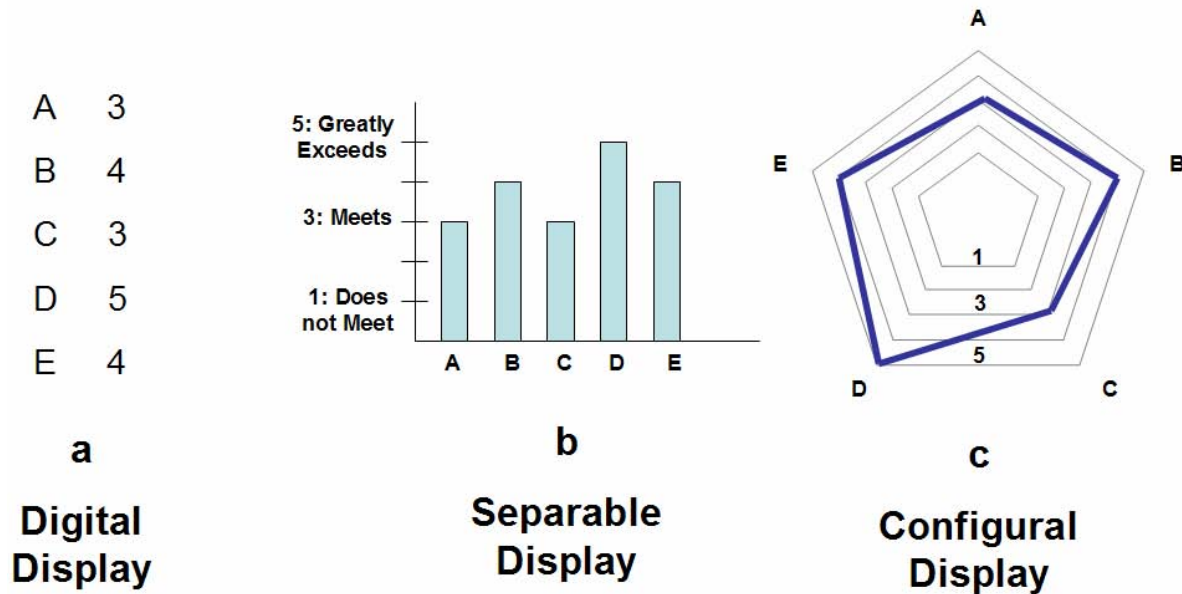 A 3
B 4
C 3
D 5
E 4
a
Digital
Display
5: Greatly
Exceeds
3: Meets
1: Does
not Meet
A B C D E
b
Separable
Display
A
E B
1
3
5
D C
c
Configural
Display